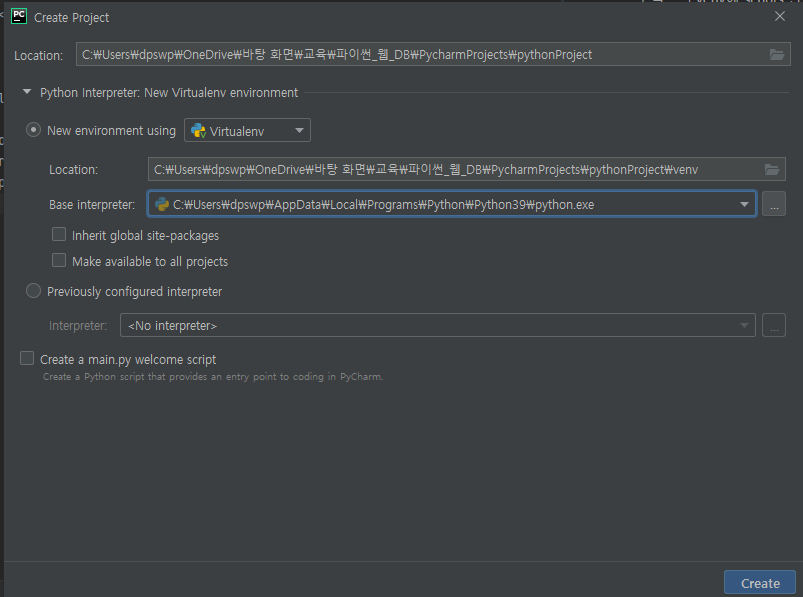 PC Create Project
Location: C:₩Users₩dpswp₩OneDrive₩바탕 화면₩교육₩파이썬_웹_DB₩PycharmProjects₩pythonProject
Python Interpreter: New Virtualenv environment
New environment using Virtualenv
Location: C:₩Users₩dpswp₩OneDrive₩바탕 화면₩교육₩파이썬_웹_DB₩PycharmProjects₩pythonProject₩venv
Base interpreter: C:₩Users₩dpswp₩AppData₩Local₩Programs₩Python₩Python39₩python.exe ...
Inherit global site-packages
Make available to all projects
Previously configured interpreter
Interpreter: <No interpreter> ...
Create a main.py welcome script
Create a Python script that provides an entry point to coding in PyCharm.
Create